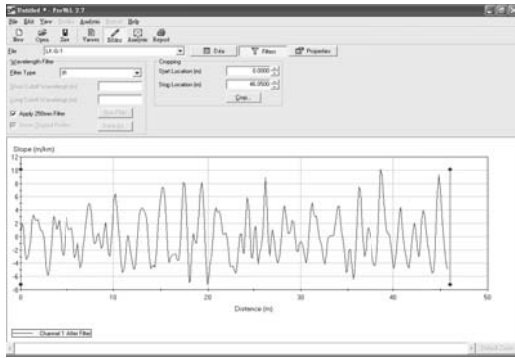 Untitled * - ProVAL 2.7
File Edit View Analysis Help
New Open Save Viewer Editor Analysis Report
File
Edit Filters Properties
Wavelength Filter
Filter Type
Apply 250mm Filter
Cropping
Start Location (m) 0.0000
Stop Location (m) 46.0500
Crop...
Slope (m/km)
12
10
8
6
4
2
0
-2
-4
-6
-8
0 10 20 30 40 50
Distance (m)
Channel 1 After Filter